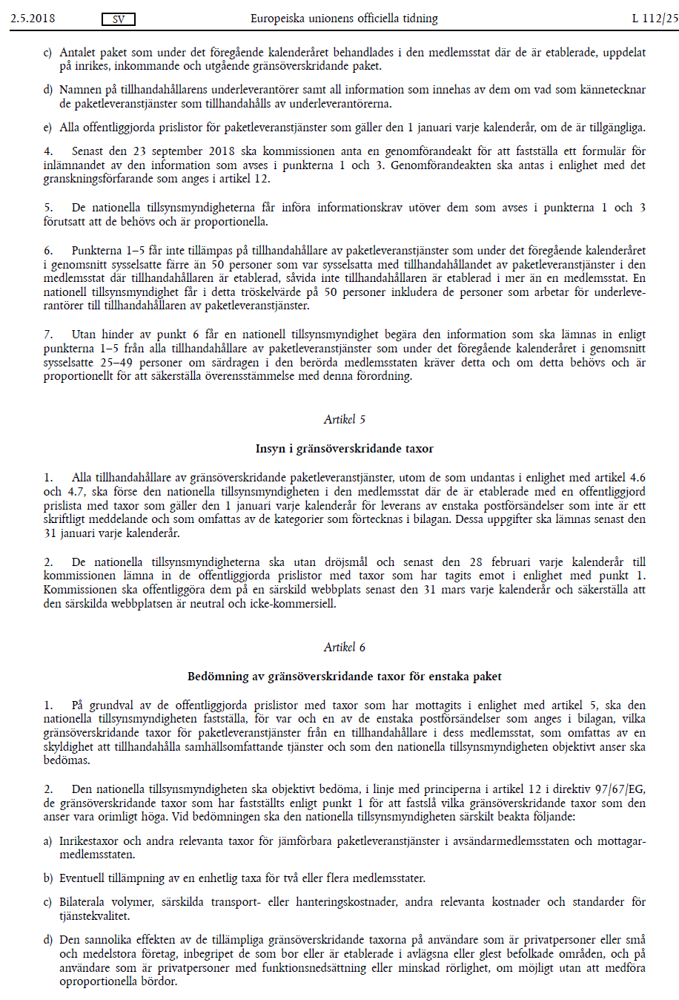 2.5.2018 SV Europeiska unionens officiella tidning L 112/25
c) Antalet paket som under det föregående kalenderåret behandlades i den medlemsstat där de är etablerade, uppdelat
på inrikes, inkommande och utgående gränsöverskridande paket.
d) Namnen på tillhandahållarens underleverantörer samt all information som innehas av dem om vad som kännetecknar
de paketleveranstjänster som tillhandahålls av underleverantörerna.
e) Alla offentliggjorda prislistor för paketleveranstjänster som gäller den 1 januari varje kalenderår, om de är tillgängliga.
4. Senast den 23 september 2018 ska kommissionen anta en genomförandeakt för att fastställa ett formulär för
inlämnandet av den information som avses i punkterna 1 och 3. Genomförandeakten ska antas i enlighet med det
granskningsförfarande som anges i artikel 12.
5. De nationella tillsynsmyndigheterna får införa informationskrav utöver dem som avses i punkterna 1 och 3
förutsatt att de behövs och är proportionella.
6. Punkterna 1–5 får inte tillämpas på tillhandahållare av paketleveranstjänster som under det föregående kalenderåret
i genomsnitt sysselsatte färre än 50 personer som var sysselsatta med tillhandahållandet av paketleveranstjänster i den
medlemsstat där tillhandahållaren är etablerad, såvida inte tillhandahållaren är etablerad i mer än en medlemsstat. En
nationell tillsynsmyndighet får i detta tröskelvärde på 50 personer inkludera de personer som arbetar för underleve-
rantörer till tillhandahållaren av paketleveranstjänster.
7. Utan hinder av punkt 6 får en nationell tillsynsmyndighet begära den information som ska lämnas in enligt
punkterna 1–5 från alla tillhandahållare av paketleveranstjänster som under det föregående kalenderåret i genomsnitt
sysselsatte 25–49 personer om särdragen i den berörda medlemsstaten kräver detta och om detta behövs och är
proportionellt för att säkerställa överensstämmelse med denna förordning.
Artikel 5
Insyn i gränsöverskridande taxor
1. Alla tillhandahållare av gränsöverskridande paketleveranstjänster, utom de som undantas i enlighet med artikel 4.6
och 4.7, ska förse den nationella tillsynsmyndigheten i den medlemsstat där de är etablerade med en offentliggjord
prislista med taxor som gäller den 1 januari varje kalenderår för leverans av enstaka postförsändelser som inte är ett
skriftligt meddelande och som omfattas av de kategorier som förtecknas i bilagan. Dessa uppgifter ska lämnas senast den
31 januari varje kalenderår.
2. De nationella tillsynsmyndigheterna ska utan dröjsmål och senast den 28 februari varje kalenderår till
kommissionen lämna in de offentliggjorda prislistor med taxor som har tagits emot i enlighet med punkt 1.
Kommissionen ska offentliggöra dem på en särskild webbplats senast den 31 mars varje kalenderår och säkerställa att
den särskilda webbplatsen är neutral och icke-kommersiell.
Artikel 6
Bedömning av gränsöverskridande taxor för enstaka paket
1. På grundval av de offentliggjorda prislistor med taxor som har mottagits i enlighet med artikel 5, ska den
nationella tillsynsmyndigheten fastställa, för var och en av de enstaka postförsändelser som anges i bilagan, vilka
gränsöverskridande taxor för paketleveranstjänster från en tillhandahållare i dess medlemsstat, som omfattas av en
skyldighet att tillhandahålla samhällsomfattande tjänster och som den nationella tillsynsmyndigheten objektivt anser ska
bedömas.
2. Den nationella tillsynsmyndigheten ska objektivt bedöma, i linje med principerna i artikel 12 i direktiv 97/67/EG,
de gränsöverskridande taxor som har fastställts enligt punkt 1 för att fastslå vilka gränsöverskridande taxor som den
anser vara orimligt höga. Vid bedömningen ska den nationella tillsynsmyndigheten särskilt beakta följande:
a) Inrikestaxor och andra relevanta taxor för jämförbara paketleveranstjänster i avsändarmedlemsstaten och mottagar-
medlemsstaten.
b) Eventuell tillämpning av en enhetlig taxa för två eller flera medlemsstater.
c) Bilaterala volymer, särskilda transport- eller hanteringskostnader, andra relevanta kostnader och standarder för
tjänstekvalitet.
d) Den sannolika effekten av de tillämpliga gränsöverskridande taxorna på användare som är privatpersoner eller små
och medelstora företag, inbegripet de som bor eller är etablerade i avlägsna eller glest befolkade områden, och på
användare som är privatpersoner med funktionsnedsättning eller minskad rörlighet, om möjligt utan att medföra
oproportionella bördor.